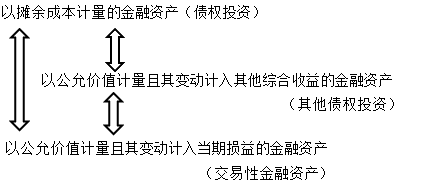 以摊余成本计量的金融资产（债权投资）
以公允价值计量且其变动计入其他综合收益的金融资产
（其他债权投资）
以公允价值计量且其变动计入当期损益的金融资产
（交易性金融资产）